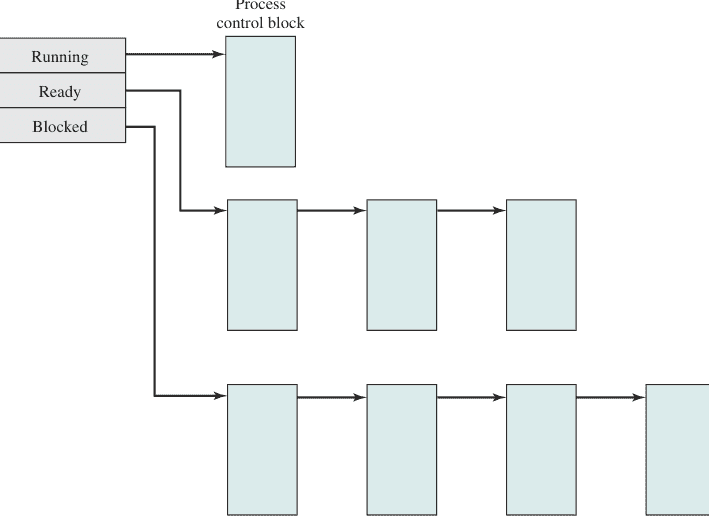 Process
control block
Running
Ready
Blocked